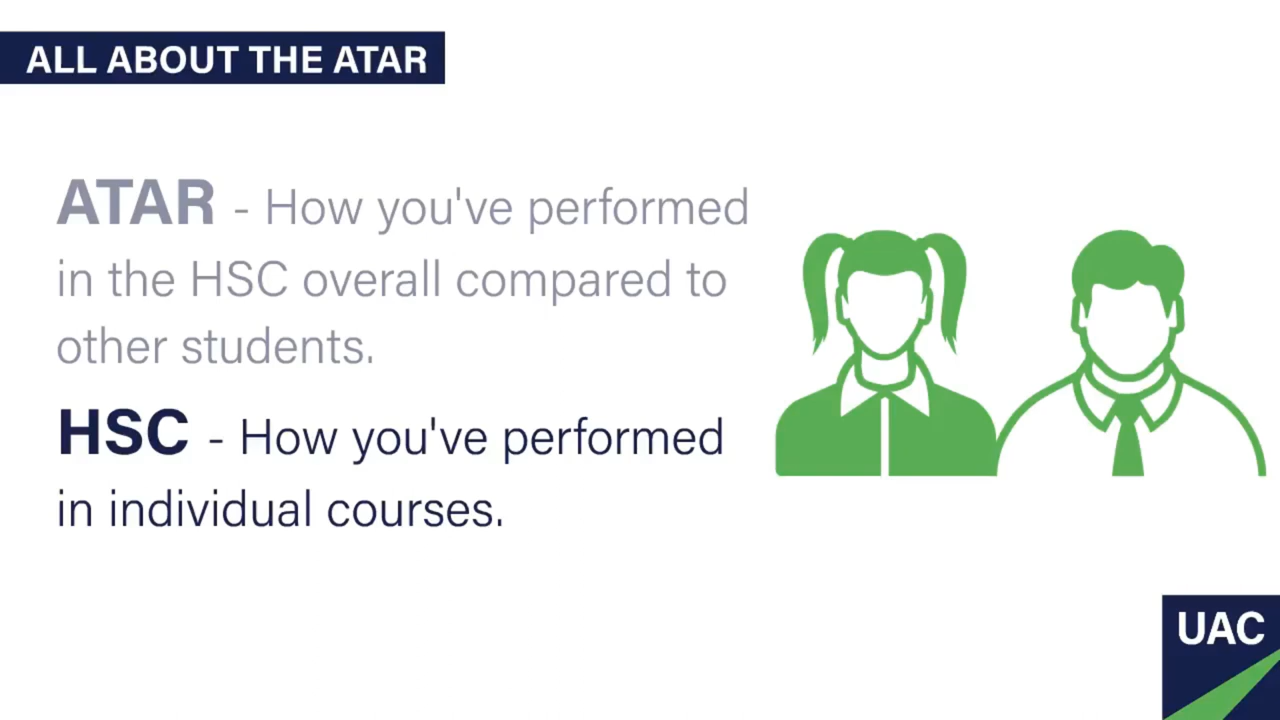 ALL ABOUT THE ATAR
ATAR - How you've performed
in the HSC overall compared to
other students.
HSC - How you've performed
in individual courses.
UAC